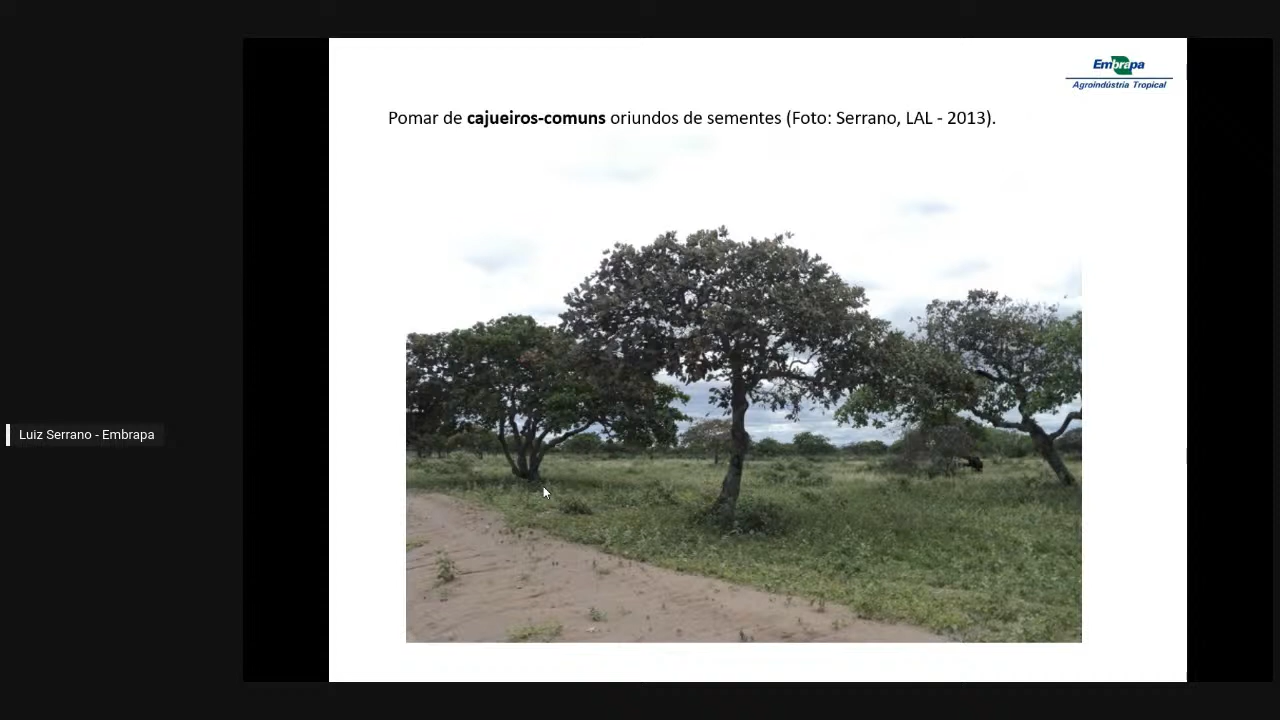 Embrapa
Agroindústria Tropical
Pomar de cajueiros-comuns oriundos de sementes (Foto: Serrano, LAL - 2013).
Luiz Serrano - Embrapa